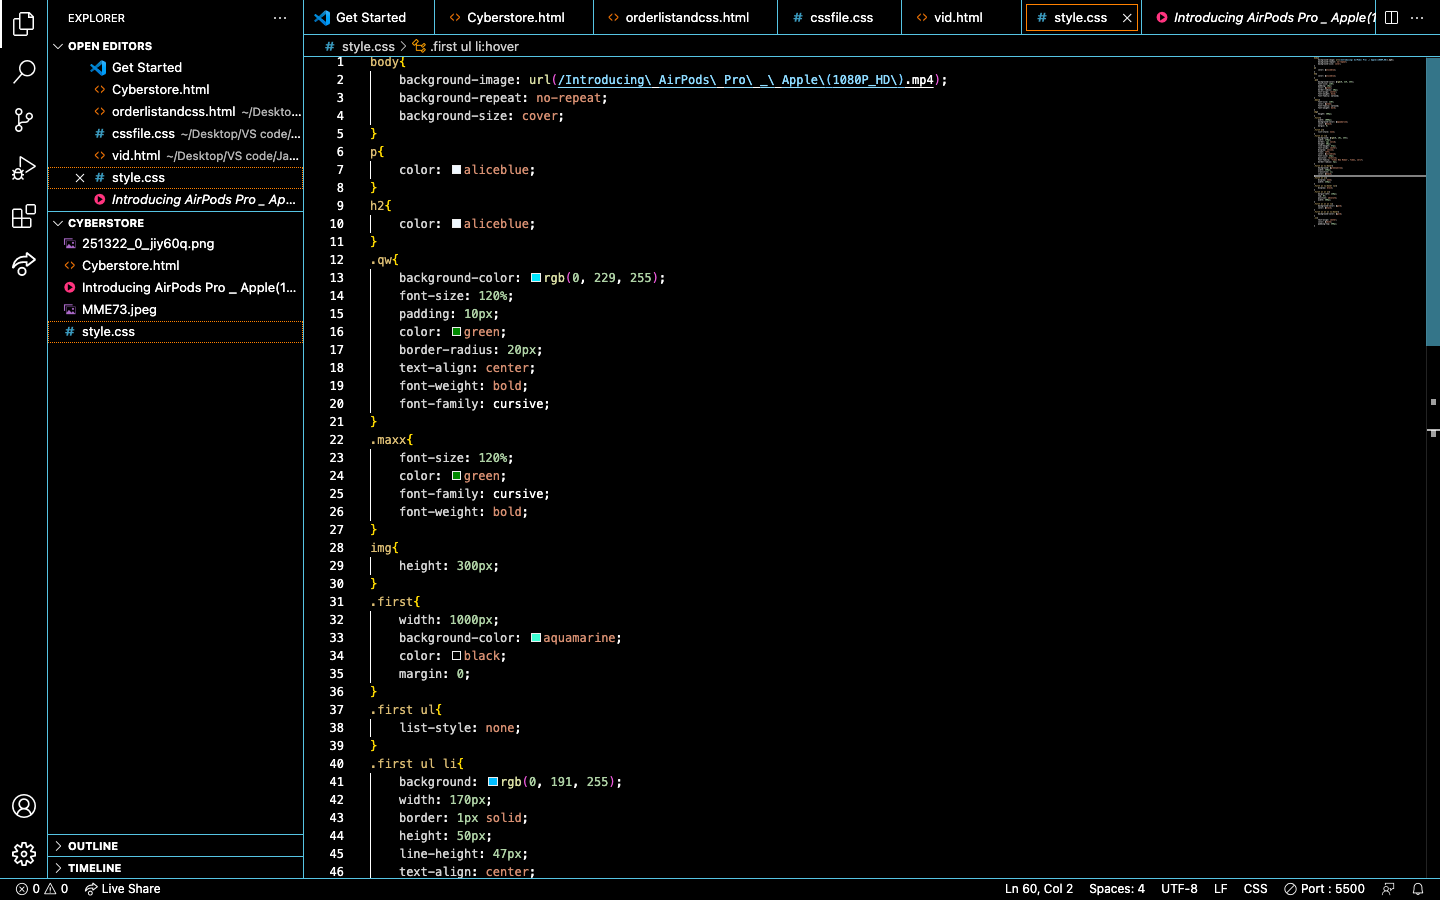 EXPLORER
OPEN EDITORS
Get Started
Cyberstore.html
orderlistandcss.html ~/Deskto...
cssfile.css ~/Desktop/VS code/...
vid.html ~/Desktop/VS code/Ja...
style.css
Introducing AirPods Pro _ Ap...
CYBERSTORE
251322_0_jiy60q.png
Cyberstore.html
Introducing AirPods Pro _ Apple(1...
MME73.jpeg
style.css
OUTLINE
TIMELINE
Get Started
Cyberstore.html
orderlistandcss.html
cssfile.css
vid.html
style.css
Introducing AirPods Pro _ Apple(1
style.css > .first ul li:hover
1 body{
2 background-image: url(/Introducing\ AirPods\ Pro\ _\ Apple\(1080P_HD\).mp4);
3 background-repeat: no-repeat;
4 background-size: cover;
5 }
6 p{
7 color: aliceblue;
8 }
9 h2{
10 color: aliceblue;
11 }
12 .qw{
13 background-color: rgb(0, 229, 255);
14 font-size: 120%;
15 padding: 10px;
16 color: green;
17 border-radius: 20px;
18 text-align: center;
19 font-weight: bold;
20 font-family: cursive;
21 }
22 .maxx{
23 font-size: 120%;
24 color: green;
25 font-family: cursive;
26 font-weight: bold;
27 }
28 img{
29 height: 300px;
30 }
31 .first{
32 width: 1000px;
33 background-color: aquamarine;
34 color: black;
35 margin: 0;
36 }
37 .first ul{
38 list-style: none;
39 }
40 .first ul li{
41 background: rgb(0, 191, 255);
42 width: 170px;
43 border: 1px solid;
44 height: 50px;
45 line-height: 47px;
46 text-align: center;
0 0 Live Share
Ln 60, Col 2 Spaces: 4 UTF-8 LF CSS Port : 5500